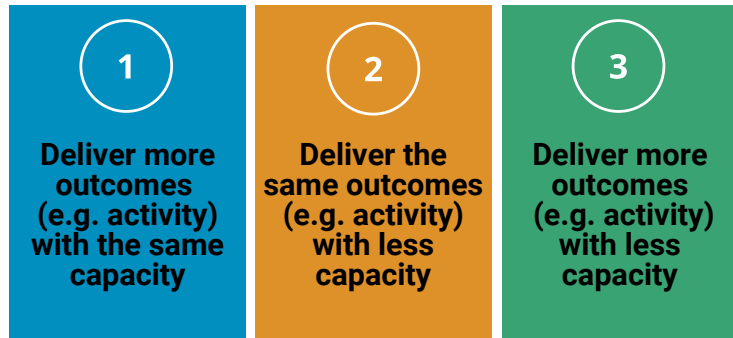 1
Deliver more
outcomes
(e.g. activity)
with the same
capacity
2
Deliver the
same outcomes
(e.g. activity)
with less
capacity
3
Deliver more
outcomes
(e.g. activity)
with less
capacity